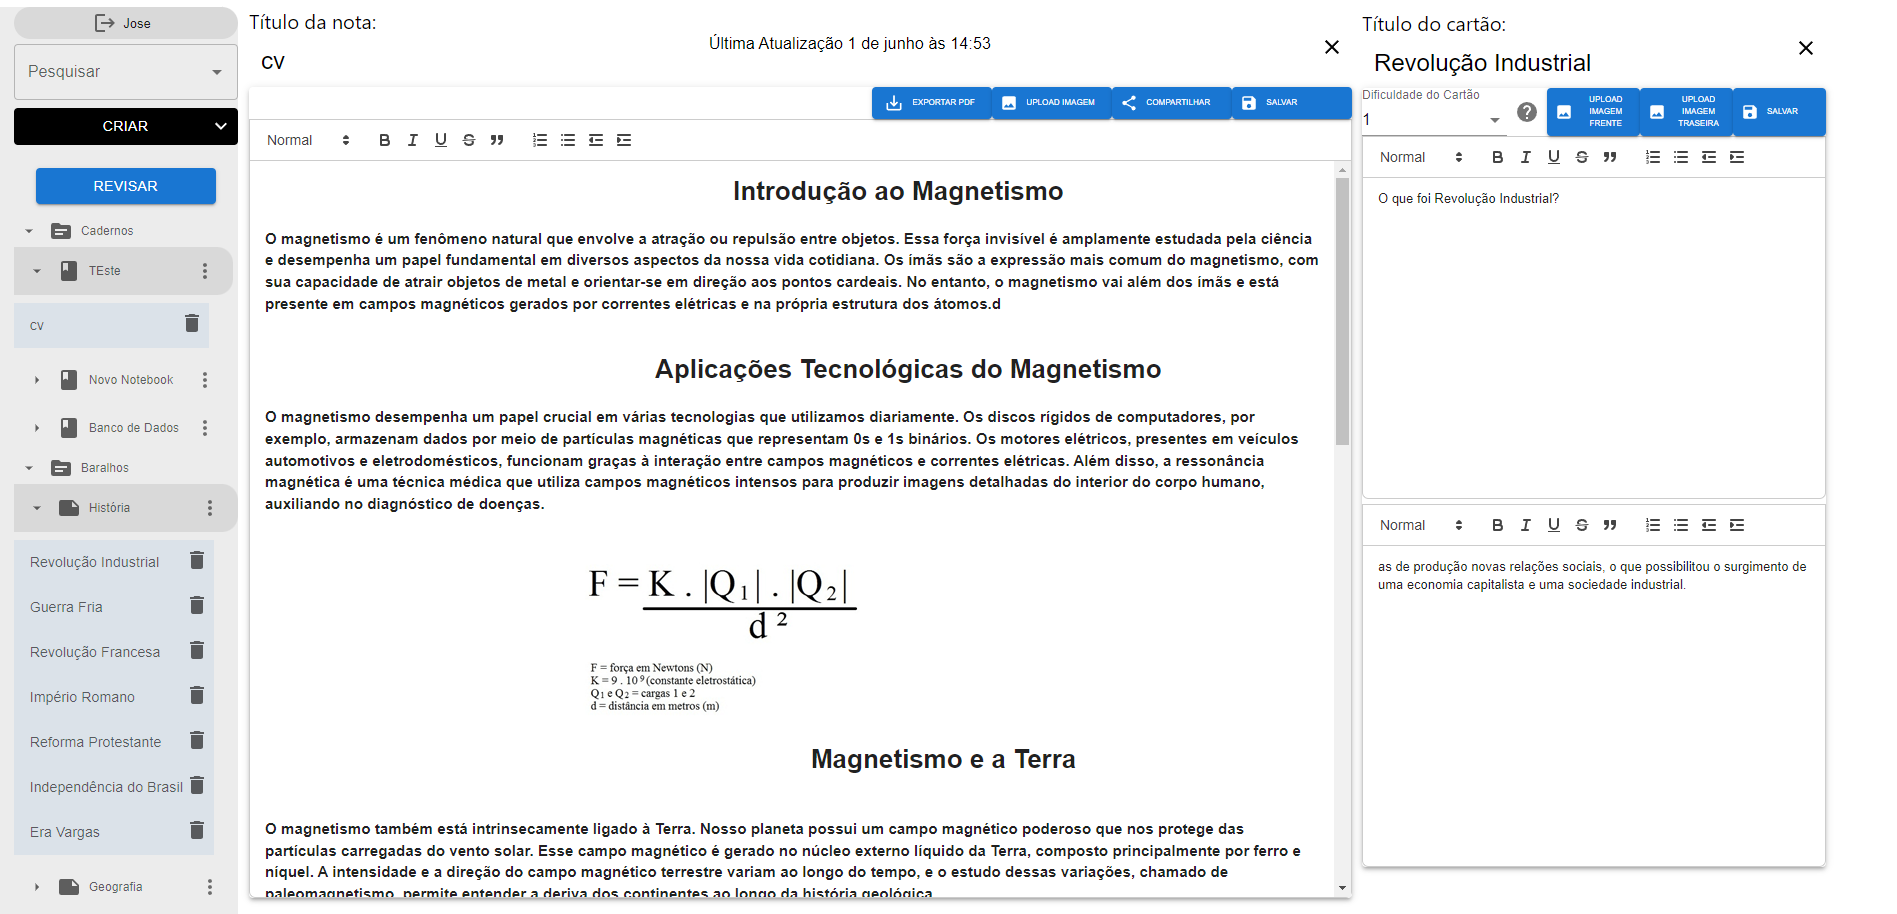 Jose
Pesquisar
CRIAR
REVISAR
Cadernos
TEste
cv
Novo Notebook
Banco de Dados
Baralhos
História
Revolução Industrial
Guerra Fria
Revolução Francesa
Império Romano
Reforma Protestante
Independência do Brasil
Era Vargas
Geografia
Título da nota:
Última Atualização 1 de junho às 14:53
cv
EXPORTAR PDF
UPLOAD IMAGEM
COMPARTILHAR
SALVAR
Normal
Introdução ao Magnetismo
O magnetismo é um fenômeno natural que envolve a atração ou repulsão entre objetos. Essa força invisível é amplamente estudada pela ciência
e desempenha um papel fundamental em diversos aspectos da nossa vida cotidiana. Os ímãs são a expressão mais comum do magnetismo, com
sua capacidade de atrair objetos de metal e orientar-se em direção aos pontos cardeais. No entanto, o magnetismo vai além dos ímãs e está
presente em campos magnéticos gerados por correntes elétricas e na própria estrutura dos átomos.d
Aplicações Tecnológicas do Magnetismo
O magnetismo desempenha um papel crucial em várias tecnologias que utilizamos diariamente. Os discos rígidos de computadores, por
exemplo, armazenam dados por meio de partículas magnéticas que representam 0s e 1s binários. Os motores elétricos, presentes em veículos
automotivos e eletrodomésticos, funcionam graças à interação entre campos magnéticos e correntes elétricas. Além disso, a ressonância
magnética é uma técnica médica que utiliza campos magnéticos intensos para produzir imagens detalhadas do interior do corpo humano,
auxiliando no diagnóstico de doenças.
F = K . |Q₁| . |Q₂|
d ²
F = força em Newtons (N)
K = 9 . 10⁹ (constante eletrostática)
Q₁ e Q₂ = cargas 1 e 2
d = distância em metros (m)
Magnetismo e a Terra
O magnetismo também está intrinsecamente ligado à Terra. Nosso planeta possui um campo magnético poderoso que nos protege das
partículas carregadas do vento solar. Esse campo magnético é gerado no núcleo externo líquido da Terra, composto principalmente por ferro e
níquel. A intensidade e a direção do campo magnético terrestre variam ao longo do tempo, e o estudo dessas variações, chamado de
paleomagnetismo, permite entender a deriva dos continentes ao longo da história geológica.
Título do cartão:
Revolução Industrial
Dificuldade do Cartão
1
UPLOAD
IMAGEM
FRENTE
UPLOAD
IMAGEM
TRASEIRA
SALVAR
Normal
O que foi Revolução Industrial?
Normal
as de produção novas relações sociais, o que possibilitou o surgimento de
uma economia capitalista e uma sociedade industrial.